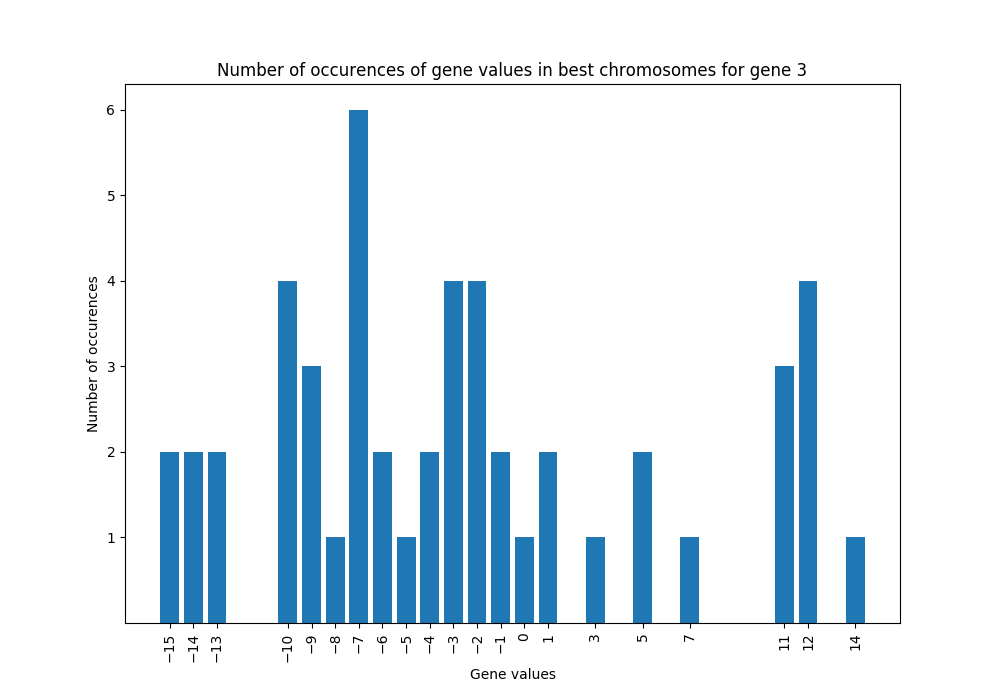 Number of occurences of gene values in best chromosomes for gene 3
Number of occurences
6
5
4
3
2
1
−15 −14 −13 −10 −9 −8 −7 −6 −5 −4 −3 −2 −1 0 1 3 5 7 11 12 14
Gene values